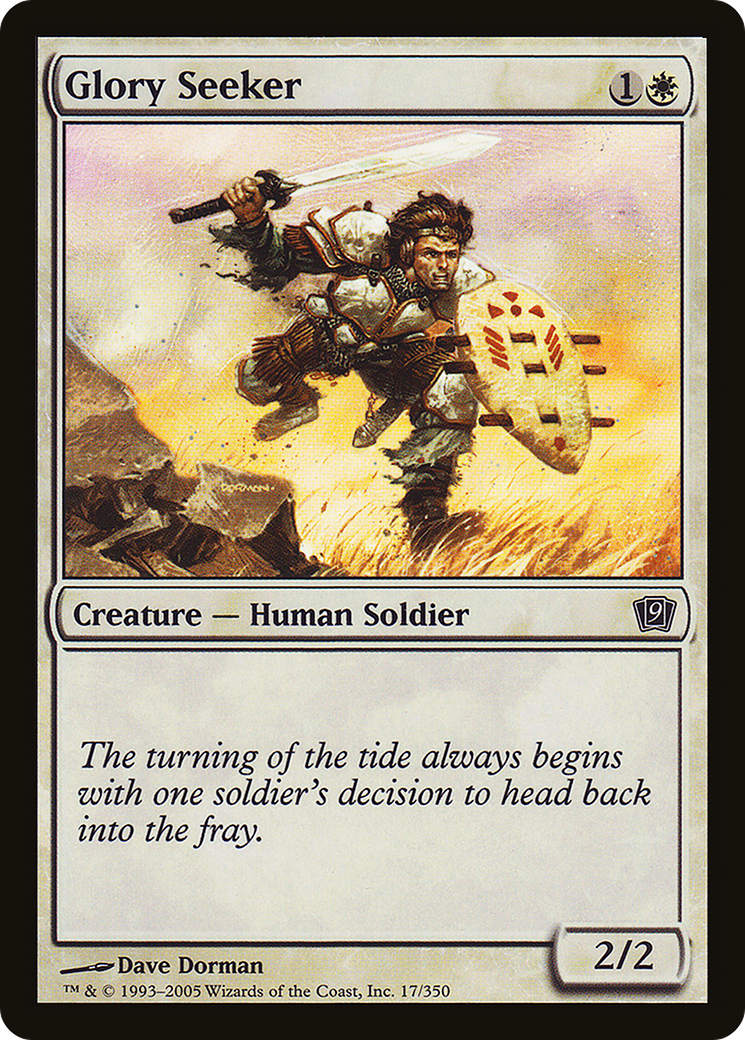 Glory Seeker
1
DORMAN
Creature — Human Soldier
9
The turning of the tide always begins
with one soldier's decision to head back
into the fray.
2/2
Dave Dorman
™ & © 1993–2005 Wizards of the Coast, Inc. 17/350